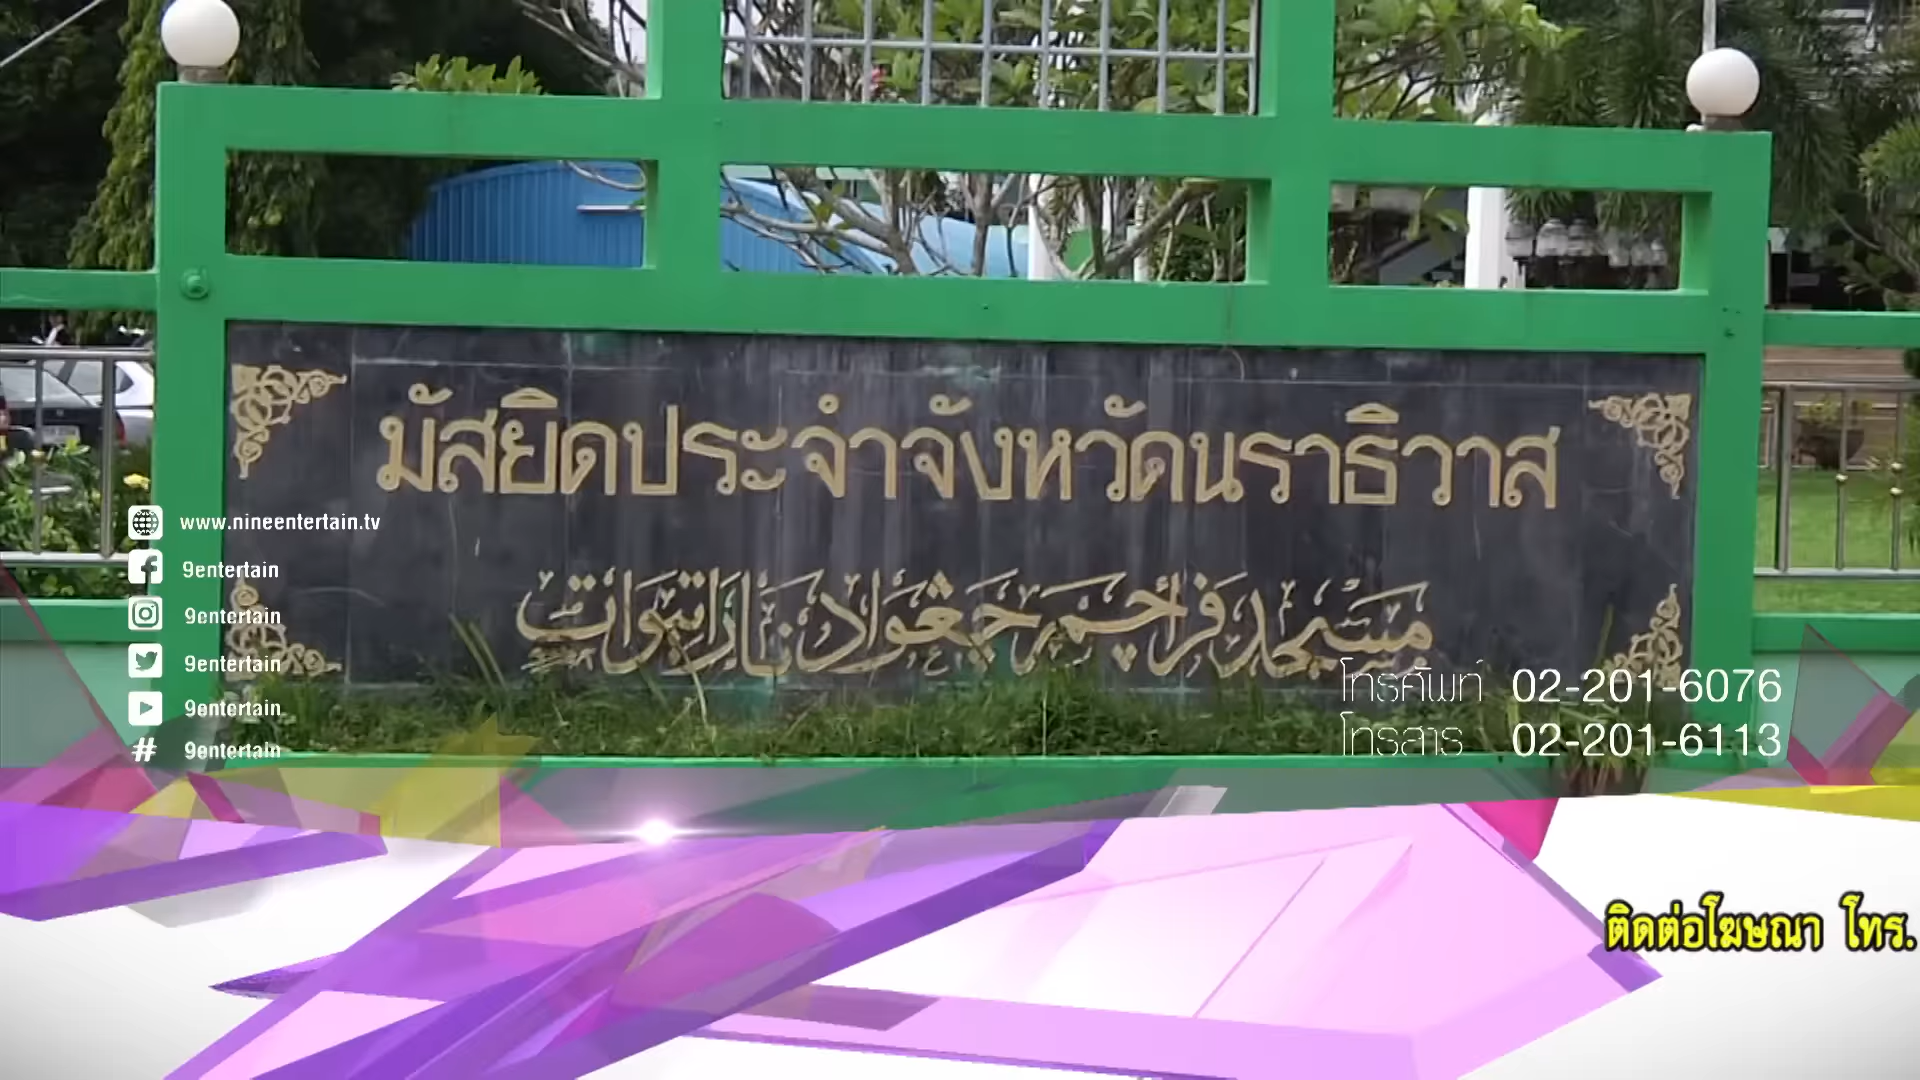 มัสยิดประจำจังหวัดนราธิวาส
مسجد
www.nineentertain.tv
9entertain
9entertain
9entertain
9entertain
# 9entertain
โทรศัพท์ 02-201-6076
โทรสาร 02-201-6113
ติดต่อโฆษณา โทร.